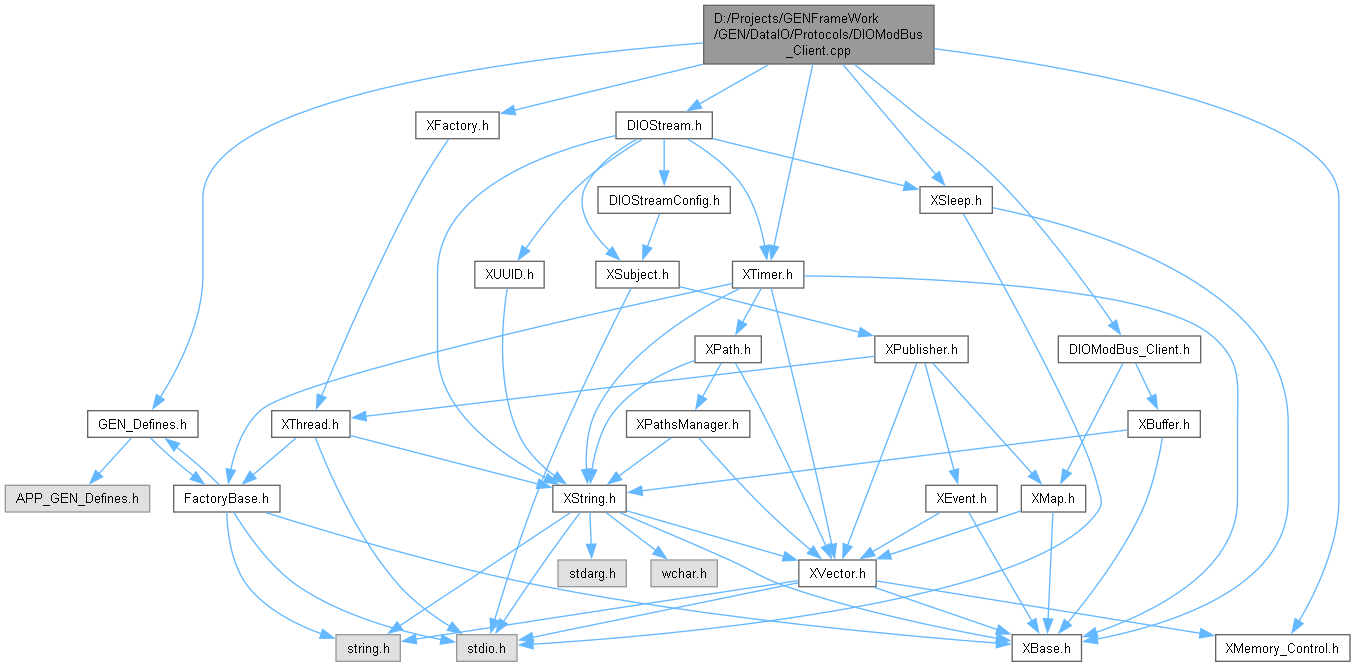 D:/Projects/GENFrameWork
/GEN/DataIO/Protocols/DIOModBus
_Client.cpp
XFactory.h
DIOStream.h
DIOStreamConfig.h
XSleep.h
XUUID.h
XSubject.h
XTimer.h
XPath.h
XPublisher.h
DIOModBus_Client.h
GEN_Defines.h
XThread.h
XPathsManager.h
XBuffer.h
APP_GEN_Defines.h
FactoryBase.h
XString.h
XEvent.h
XMap.h
stdarg.h
wchar.h
XVector.h
string.h
stdio.h
XBase.h
XMemory_Control.h